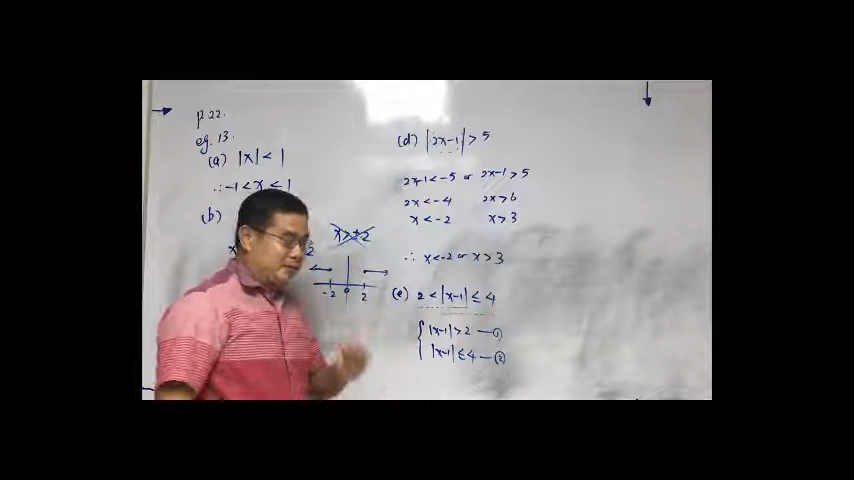 p.22.
eg. 13.
(a) |x| < 1
∴ -1 < x < 1
(b)
x > ±2
-2 0 2
(d) |2x-1| > 5
2x-1 < -5 or 2x-1 > 5
2x < -4 2x > 6
x < -2 x > 3
∴ x < -2 or x > 3
(e) 2 < |x-1| ≤ 4
|x-1| > 2 — ①
|x-1| ≤ 4 — ②